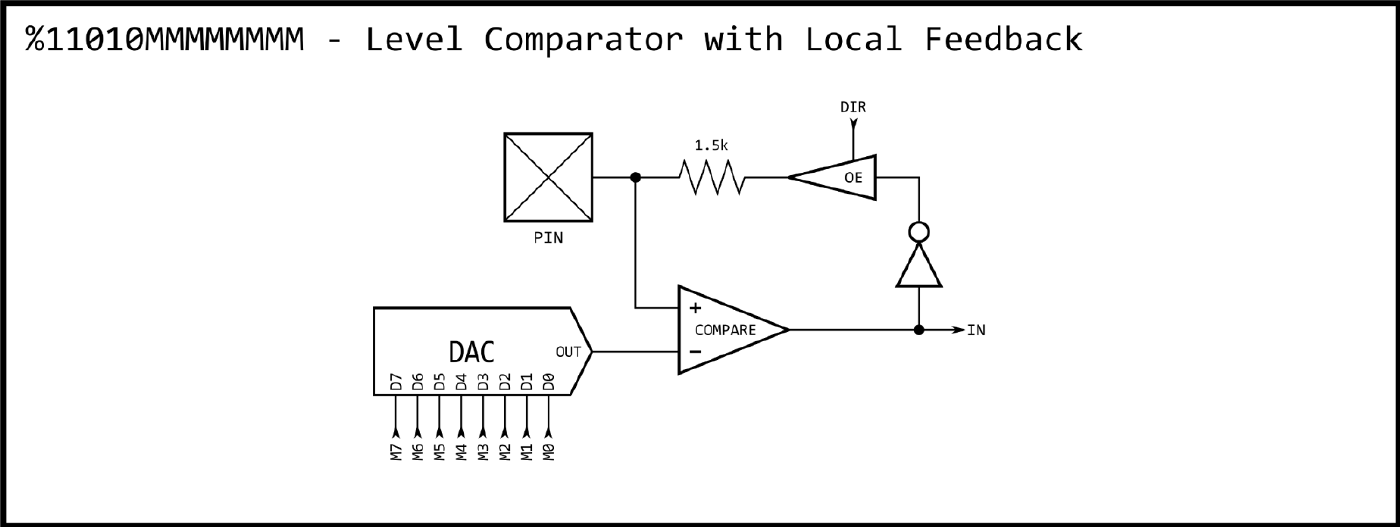 %11010MMMMMMMM - Level Comparator with Local Feedback
DIR
1.5k
OE
PIN
+
COMPARE
−
IN
DAC
OUT
D7 D6 D5 D4 D3 D2 D1 D0
M7 M6 M5 M4 M3 M2 M1 M0